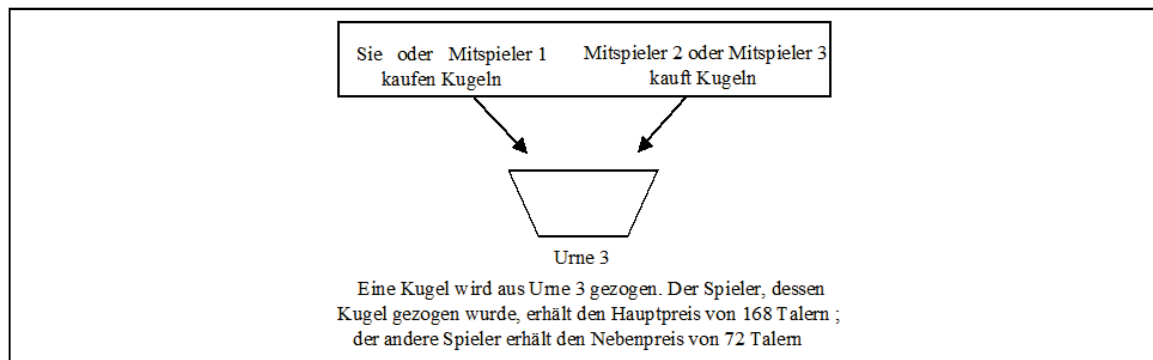 Sie oder Mitspieler 1
kaufen Kugeln
Mitspieler 2 oder Mitspieler 3
kauft Kugeln
Urne 3
Eine Kugel wird aus Urne 3 gezogen. Der Spieler, dessen
Kugel gezogen wurde, erhält den Hauptpreis von 168 Talern ;
der andere Spieler erhält den Nebenpreis von 72 Talern